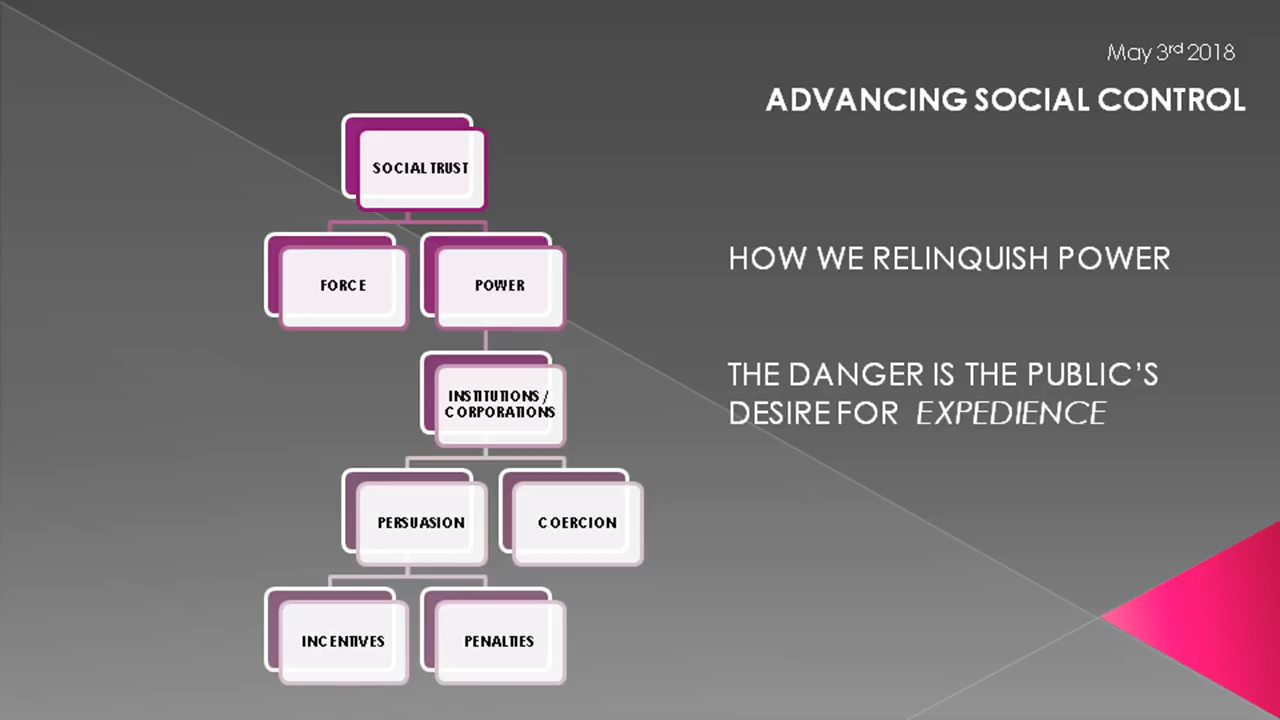 May 3rd 2018
ADVANCING SOCIAL CONTROL
SOCIAL TRUST
FORCE
POWER
INSTITUTIONS /
CORPORATIONS
PERSUASION
COERCION
INCENTIVES
PENALTIES
HOW WE RELINQUISH POWER
THE DANGER IS THE PUBLIC’S
DESIRE FOR EXPEDIENCE